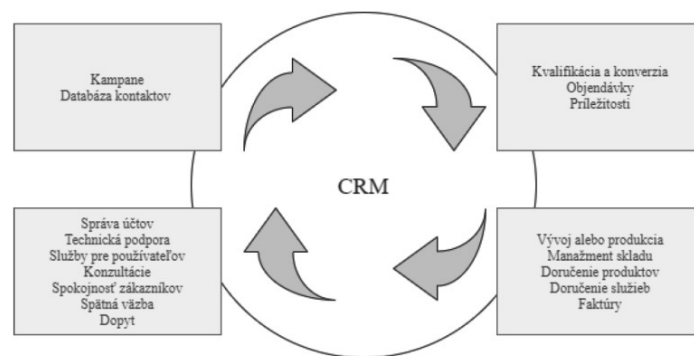 Kampane
Databáza kontaktov
Kvalifikácia a konverzia
Objendávky
Príležitosti
CRM
Správa účtov
Technická podpora
Služby pre používateľov
Konzultácie
Spokojnosť zákazníkov
Spätná väzba
Dopyt
Vývoj alebo produkcia
Manažment skladu
Doručenie produktov
Doručenie služieb
Faktúry